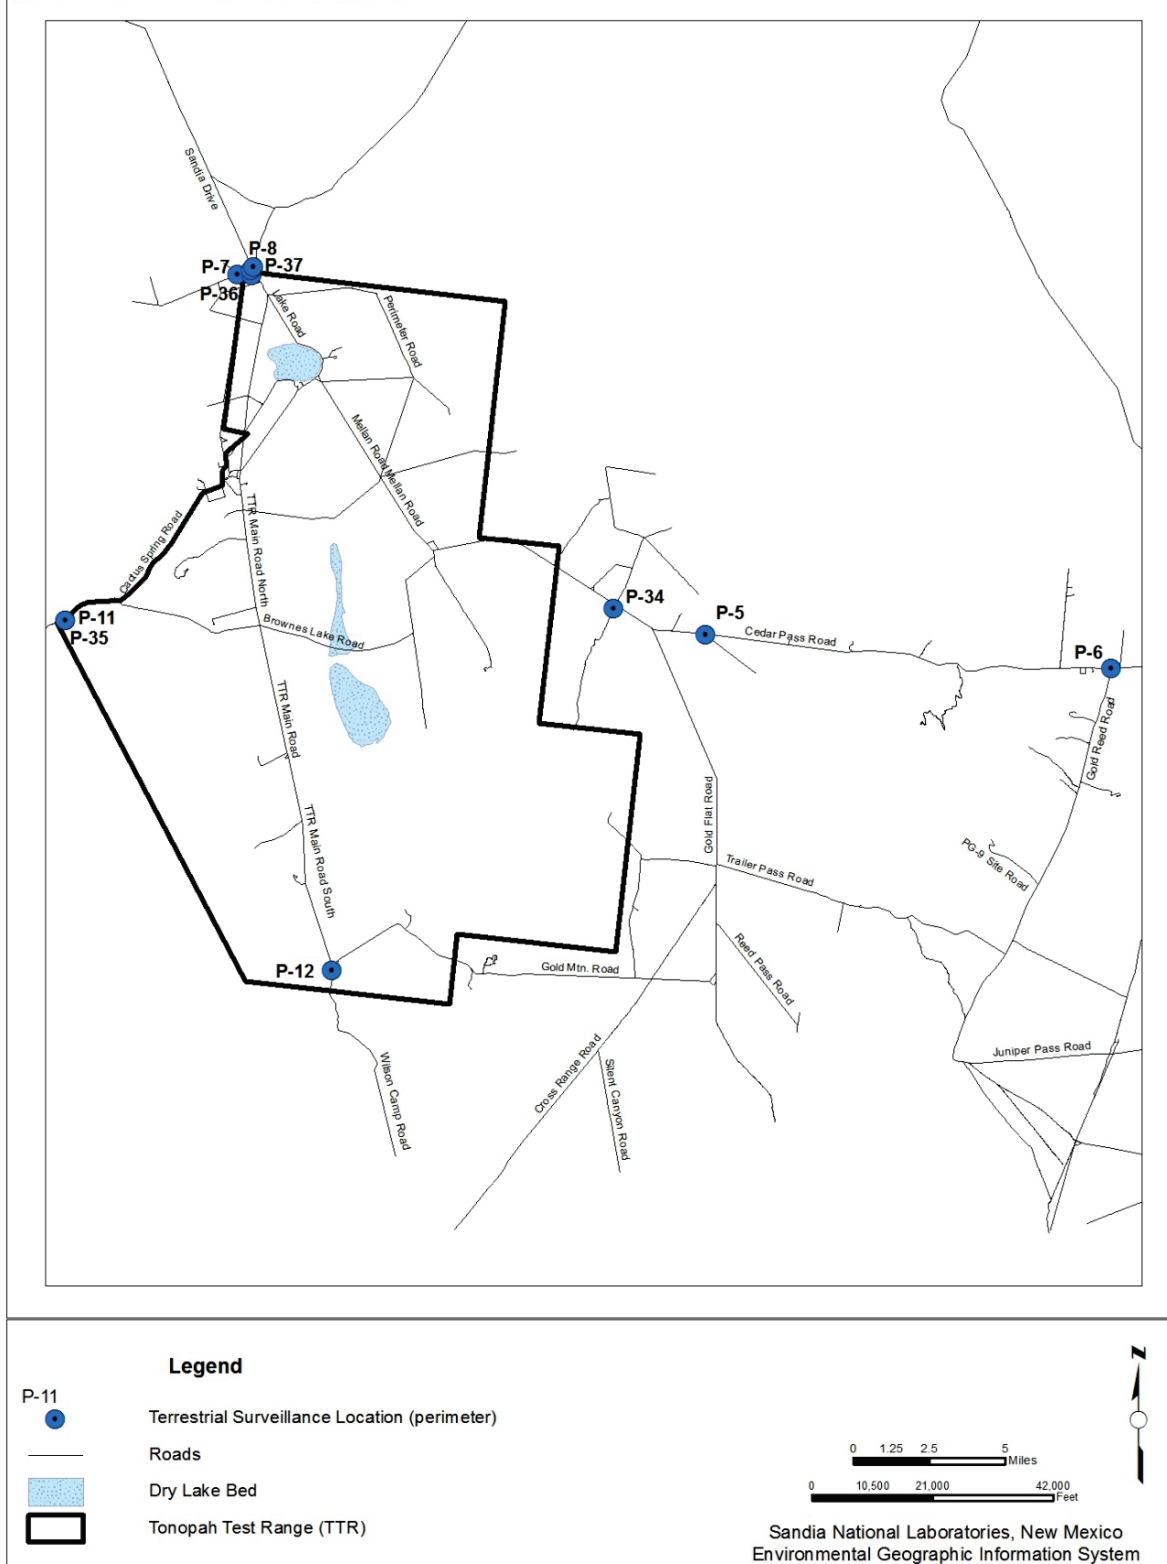 Sandia Drive
P-8
P-7
P-37
P-36
Lake Road
Perimeter Road
Mellan Road
Mellan Road
TTR Main Road North
Cactus Spring Road
P-11
P-35
Brownes Lake Road
P-34
P-5
Cedar Pass Road
P-6
TTR Main Road
Gold Reed Road
Gold Flat Road
TTR Main Road South
Trailer Pass Road
PG-9 Site Road
P-12
Gold Mtn. Road
Reed Pass Road
Wilson Camp Road
Cross Range Road
Silent Canyon Road
Juniper Pass Road
Legend
P-11
Terrestrial Surveillance Location (perimeter)
Roads
Dry Lake Bed
Tonopah Test Range (TTR)
N
0 1.25 2.5 5
Miles
0 10,500 21,000 42,000
Feet
Sandia National Laboratories, New Mexico
Environmental Geographic Information System